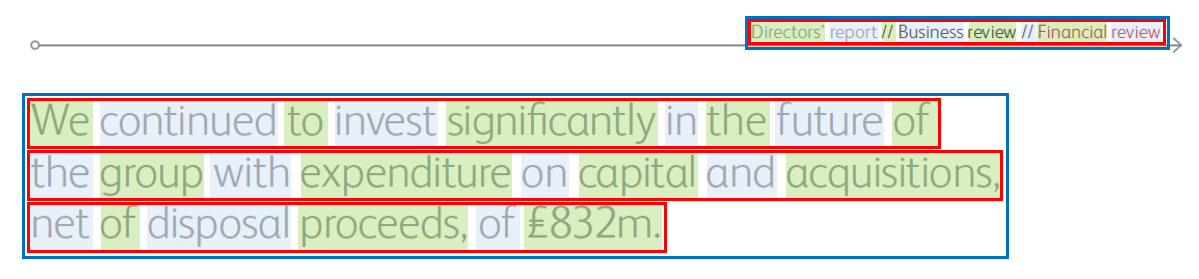 Directors' report // Business review // Financial review
We continued to invest significantly in the future of
the group with expenditure on capital and acquisitions,
net of disposal proceeds, of £832m.